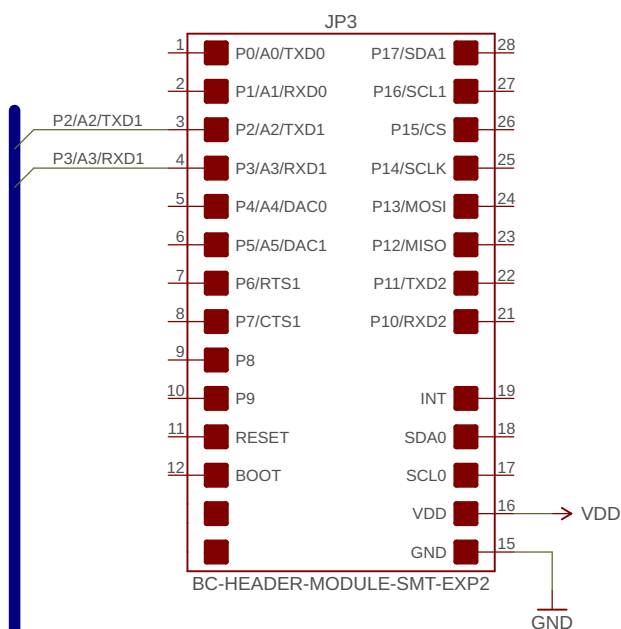 JP3
1 P0/A0/TXD0 P17/SDA1 28
2 P1/A1/RXD0 P16/SCL1 27
P2/A2/TXD1 3 P2/A2/TXD1 P15/CS 26
P3/A3/RXD1 4 P3/A3/RXD1 P14/SCLK 25
5 P4/A4/DAC0 P13/MOSI 24
6 P5/A5/DAC1 P12/MISO 23
7 P6/RTS1 P11/TXD2 22
8 P7/CTS1 P10/RXD2 21
9 P8
10 P9 INT 19
11 RESET SDA0 18
12 BOOT SCL0 17
VDD 16 VDD
GND 15
BC-HEADER-MODULE-SMT-EXP2
GND